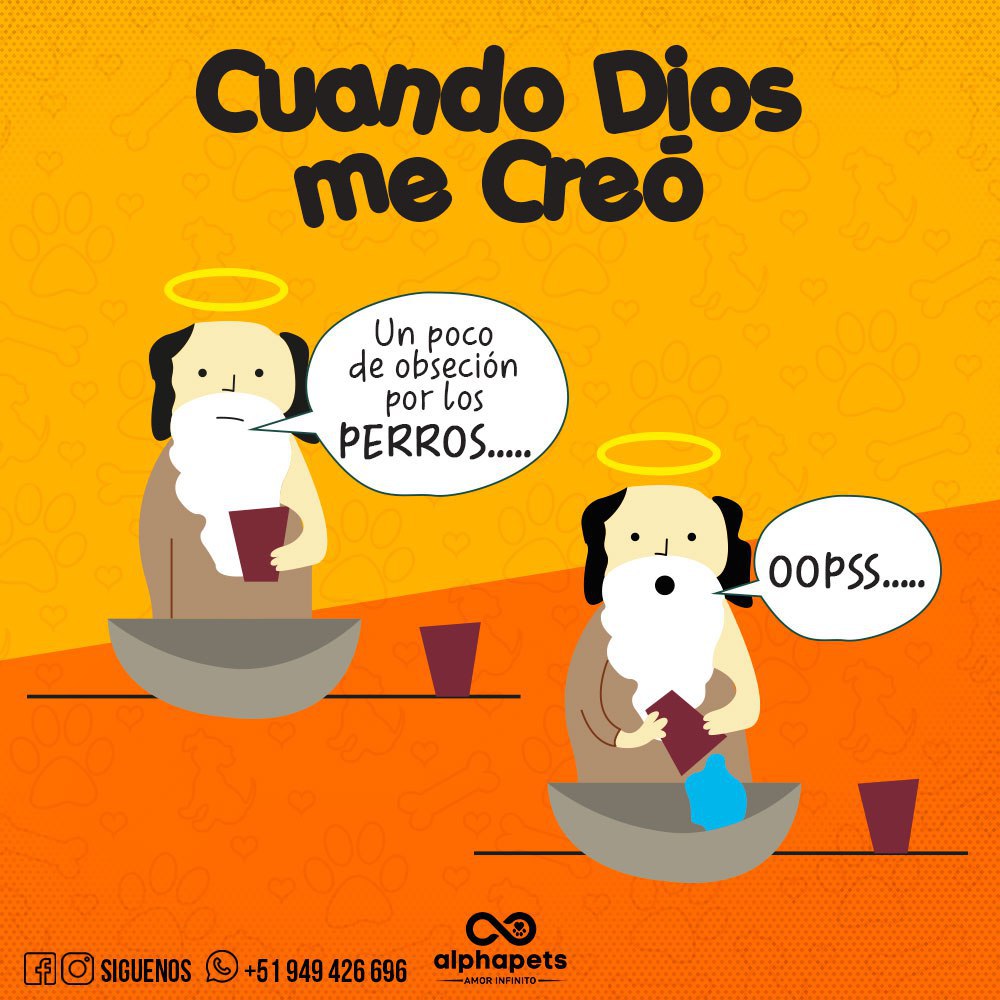 Cuando Dios
me Creó
Un poco
de obseción
por los
PERROS.....
OOPSS.....
SIGUENOS +51 949 426 696
alphapets
AMOR INFINITO